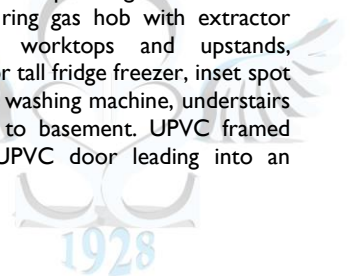 ring gas hob with extractor
worktops and upstands,
tall fridge freezer, inset spot
washing machine, understairs
to basement. UPVC framed
UPVC door leading into an
1928